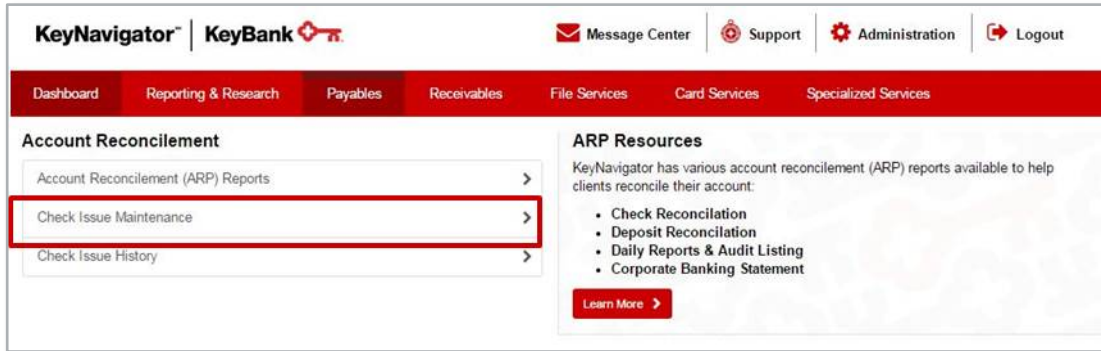 KeyNavigator™ | KeyBank
Message Center
Support
Administration
Logout
Dashboard
Reporting & Research
Payables
Receivables
File Services
Card Services
Specialized Services
Account Reconcilement
Account Reconcilement (ARP) Reports
Check Issue Maintenance
Check Issue History
ARP Resources
KeyNavigator has various account reconcilement (ARP) reports available to help
clients reconcile their account:
• Check Reconcilation
• Deposit Reconcilation
• Daily Reports & Audit Listing
• Corporate Banking Statement
Learn More